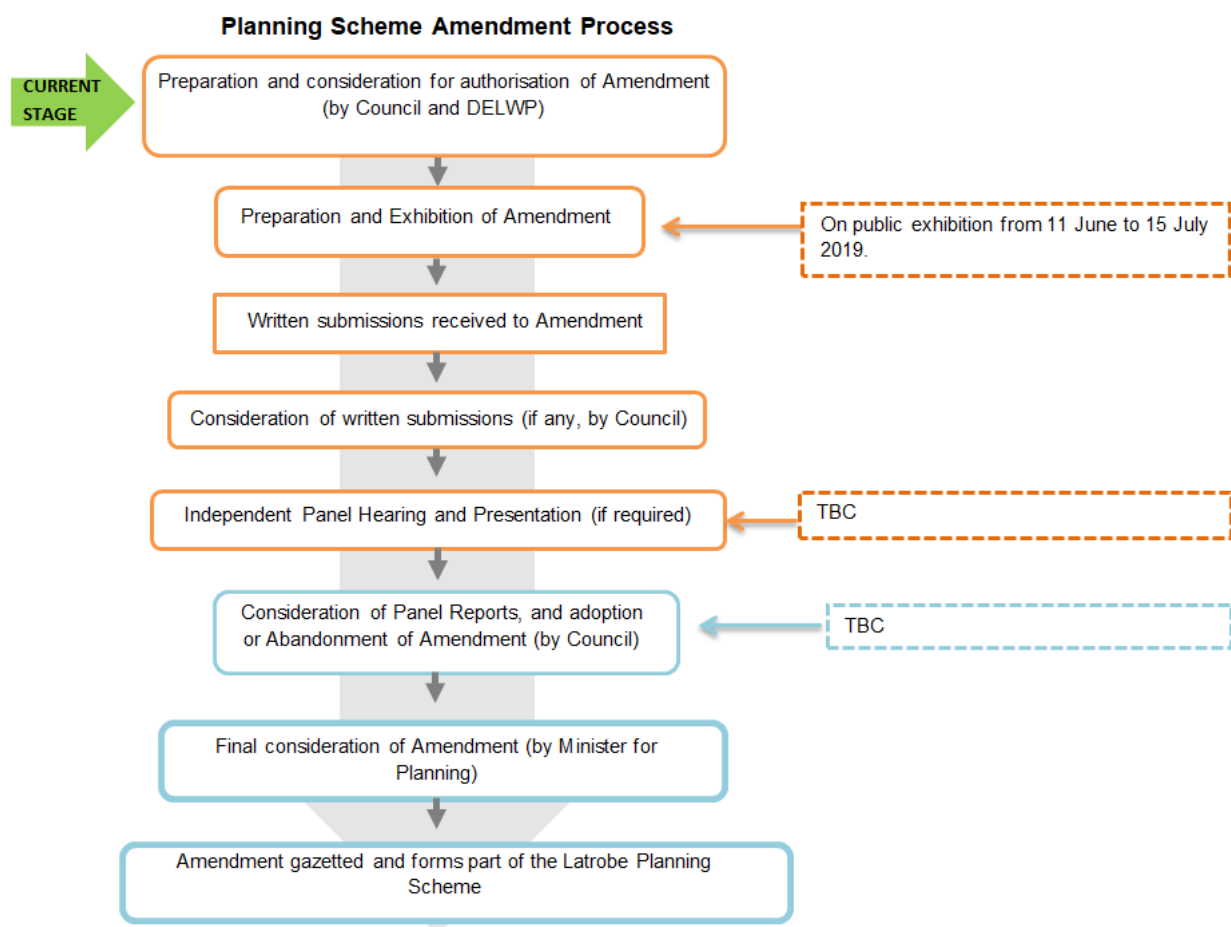 Planning Scheme Amendment Process
CURRENT
STAGE
Preparation and consideration for authorisation of Amendment
(by Council and DELWP)
Preparation and Exhibition of Amendment
On public exhibition from 11 June to 15 July
2019.
Written submissions received to Amendment
Consideration of written submissions (if any, by Council)
Independent Panel Hearing and Presentation (if required)
TBC
Consideration of Panel Reports, and adoption
or Abandonment of Amendment (by Council)
TBC
Final consideration of Amendment (by Minister for
Planning)
Amendment gazetted and forms part of the Latrobe Planning
Scheme